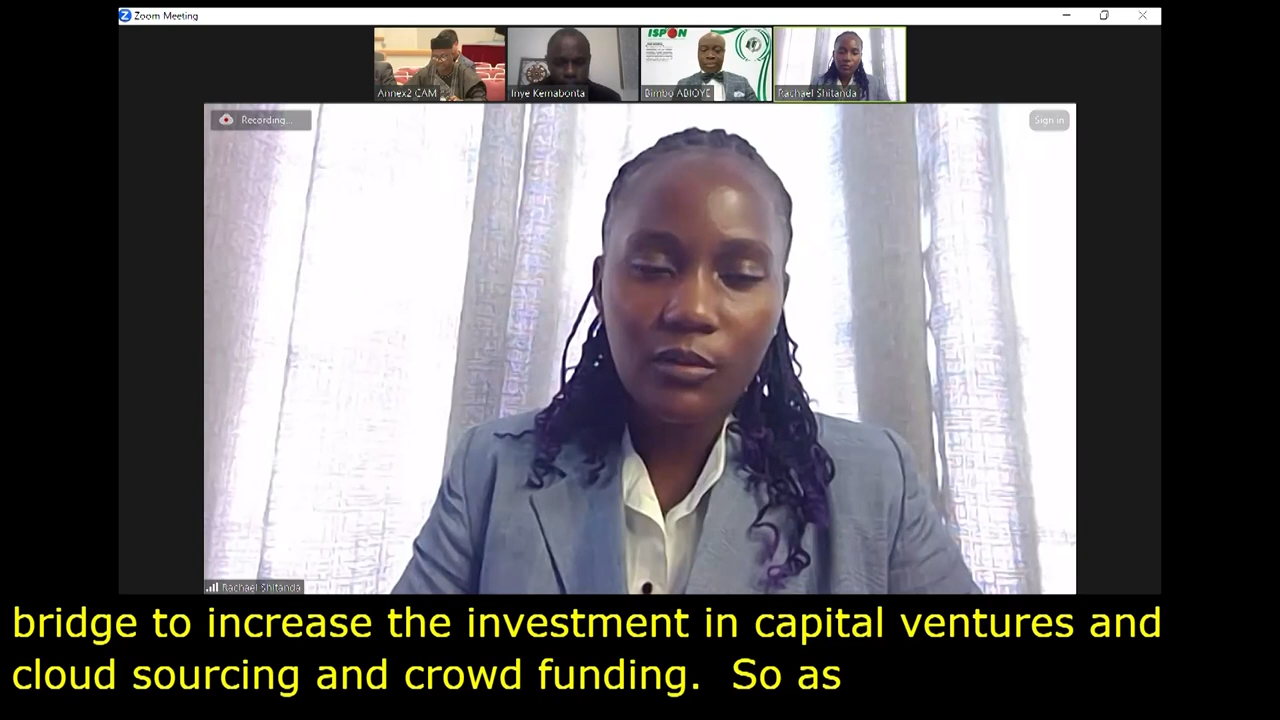 Zoom Meeting
ISPON
Annex2 CAM
Inye Kemabonta
Bimbo ABIOYE
Rachael Shitanda
Recording...
Sign in
Rachael Shitanda
bridge to increase the investment in capital ventures and
cloud sourcing and crowd funding.  So as